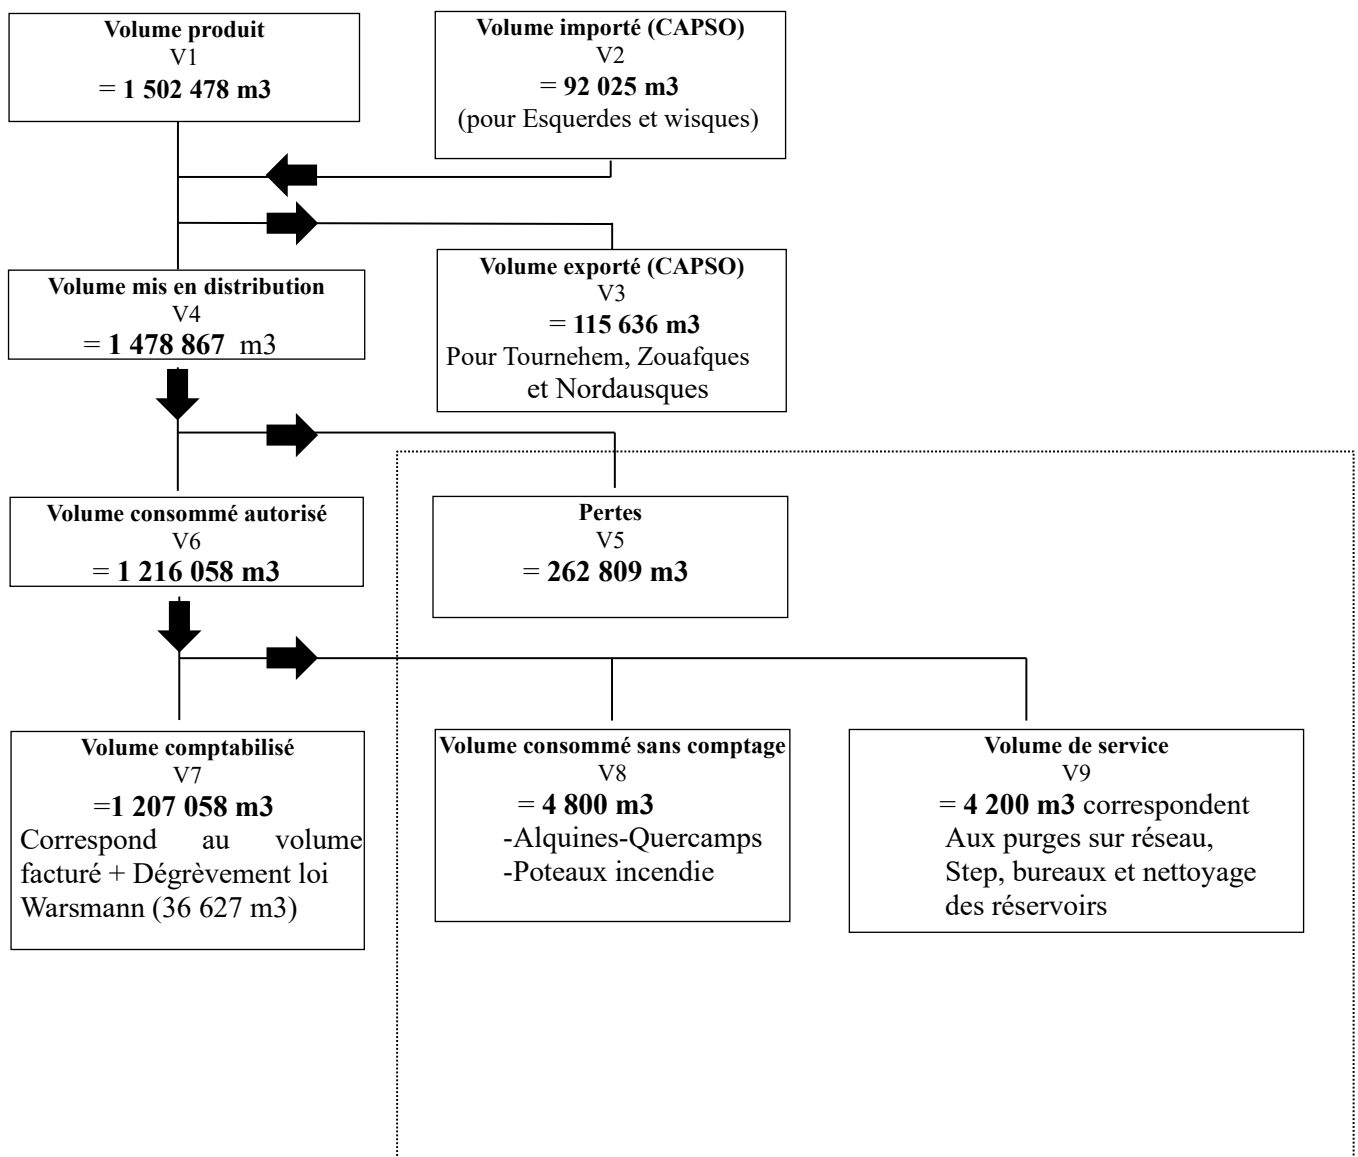 Volume produit
V1
= 1 502 478 m3
Volume importé (CAPSO)
V2
= 92 025 m3
(pour Esquerdes et wisques)
Volume exporté (CAPSO)
V3
= 115 636 m3
Pour Tournehem, Zouafques
et Nordausques
Volume mis en distribution
V4
= 1 478 867 m3
Volume consommé autorisé
V6
= 1 216 058 m3
Pertes
V5
= 262 809 m3
Volume comptabilisé
V7
=1 207 058 m3
Correspond au volume
facturé + Dégrèvement loi
Warsmann (36 627 m3)
Volume consommé sans comptage
V8
= 4 800 m3
-Alquines-Quercamps
-Poteaux incendie
Volume de service
V9
= 4 200 m3 correspondent
Aux purges sur réseau,
Step, bureaux et nettoyage
des réservoirs